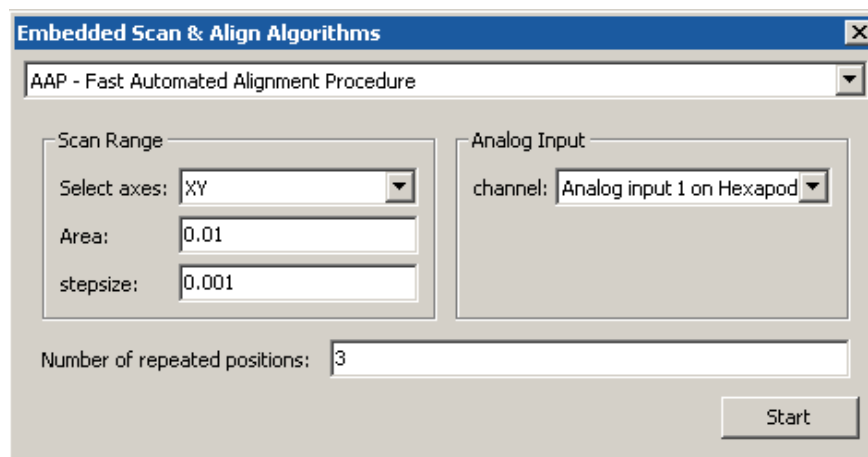 Embedded Scan & Align Algorithms
AAP - Fast Automated Alignment Procedure
Scan Range
Select axes: XY
Area: 0.01
stepsize: 0.001
Analog Input
channel: Analog input 1 on Hexapod
Number of repeated positions: 3
Start